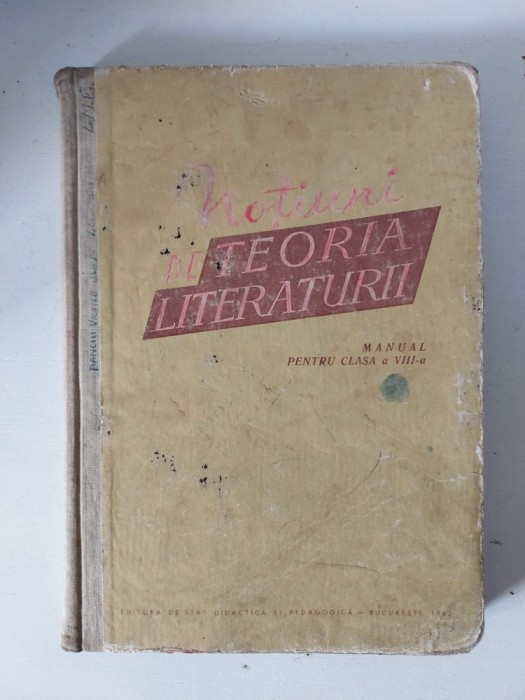 L.M.E.
Noțiuni
DE TEORIA
LITERATURII
MANUAL
PENTRU CLASA a VIII-a
EDITURA DE STAT DIDACTICĂ ȘI PEDAGOGICĂ — BUCUREȘTI